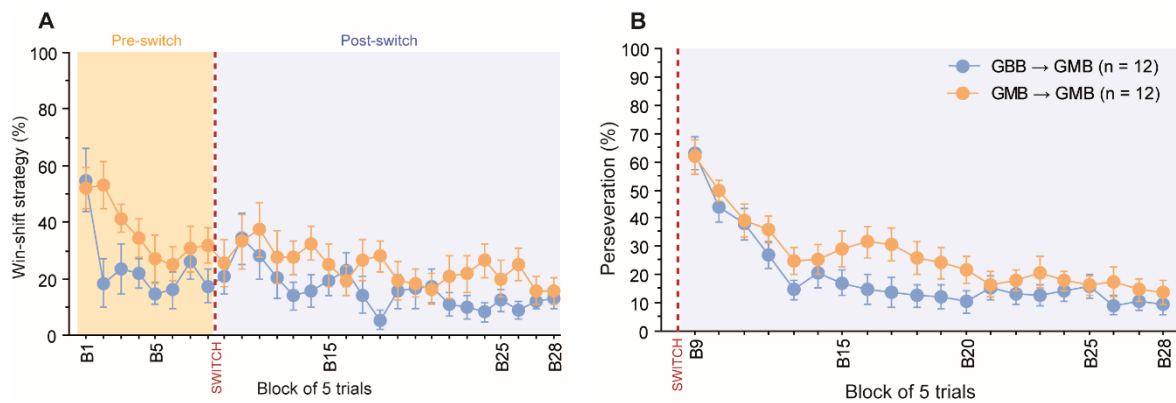 A
Pre-switch
Post-switch
100
80
60
40
20
0
Win-shift strategy (%)
B1
B5
SWITCH
B15
B25
B28
Block of 5 trials
B
100
90
80
70
60
50
40
30
20
10
0
Perseveration (%)
GBB → GMB (n = 12)
GMB → GMB (n = 12)
SWITCH
B9
B15
B20
B25
B28
Block of 5 trials